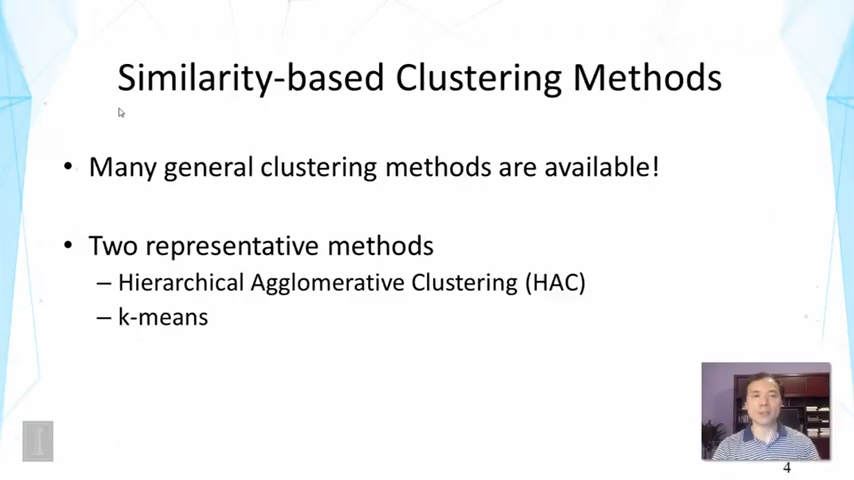 Similarity-based Clustering Methods
• Many general clustering methods are available!
• Two representative methods
– Hierarchical Agglomerative Clustering (HAC)
– k-means
I
4